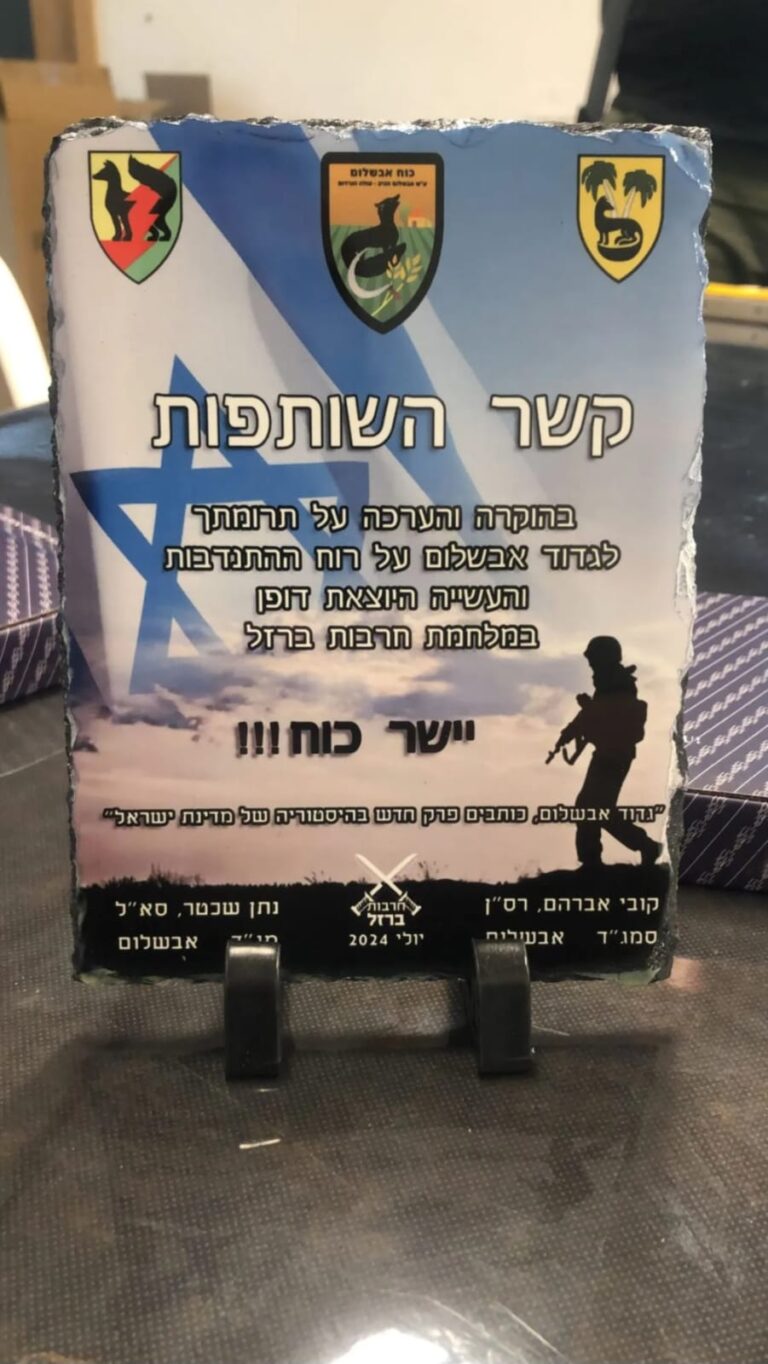 כוח אבשלום
קשר השותפות
בהוקרה והערכה על תרומתך
לגדוד אבשלום על רוח ההתנדבות
והעשייה היוצאת דופן
במלחמת חרבות ברזל
יישר כוח!!!
"גדוד אבשלום, כותבים פרק חדש בהיסטוריה של מדינת ישראל"
קובי אברהם, רס"ן
סמג"ד אבשלום
חרבות
ברזל
יולי 2024
נתן שכטר, סא"ל
מג"ד אבשלום